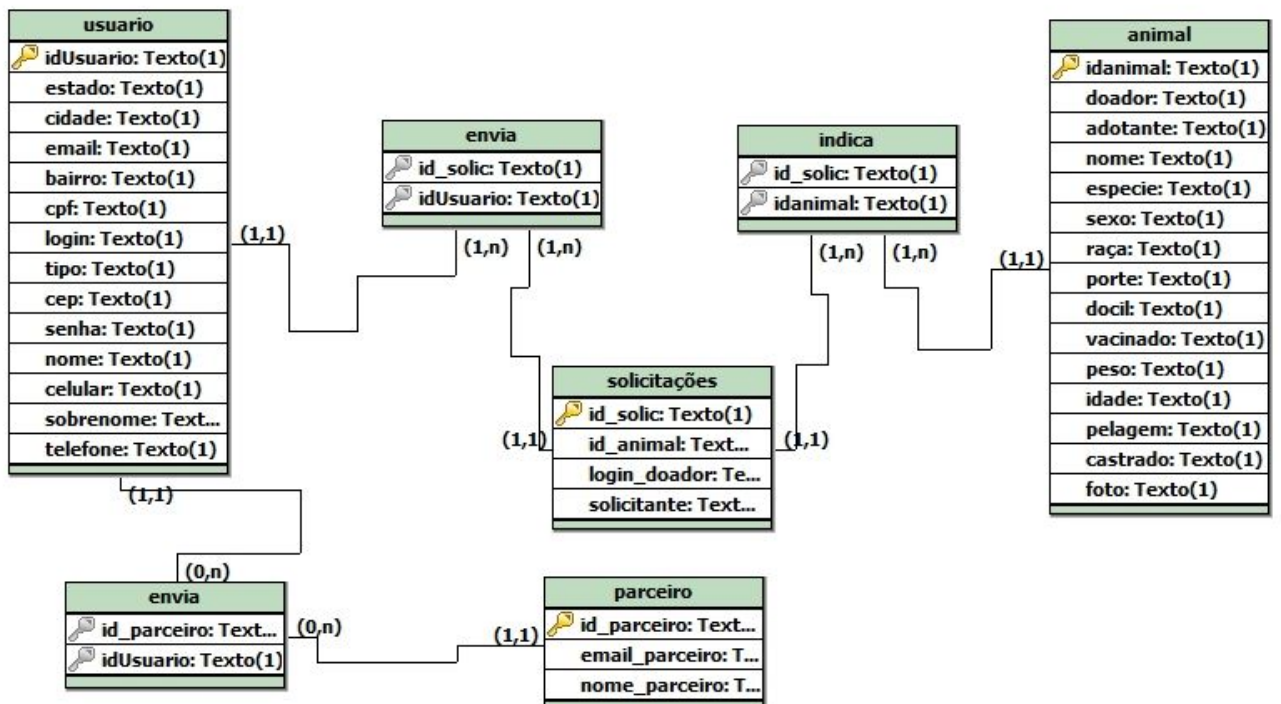 usuario
idUsuario: Texto(1)
estado: Texto(1)
cidade: Texto(1)
email: Texto(1)
bairro: Texto(1)
cpf: Texto(1)
login: Texto(1)
tipo: Texto(1)
cep: Texto(1)
senha: Texto(1)
nome: Texto(1)
celular: Texto(1)
sobrenome: Text...
telefone: Texto(1)
(1,1)
(1,1)
envia
id_solic: Texto(1)
idUsuario: Texto(1)
(1,n)
(1,n)
indica
id_solic: Texto(1)
idanimal: Texto(1)
(1,n)
(1,n)
(1,1)
animal
idanimal: Texto(1)
doador: Texto(1)
adotante: Texto(1)
nome: Texto(1)
especie: Texto(1)
sexo: Texto(1)
raça: Texto(1)
porte: Texto(1)
docil: Texto(1)
vacinado: Texto(1)
peso: Texto(1)
idade: Texto(1)
pelagem: Texto(1)
castrado: Texto(1)
foto: Texto(1)
solicitações
id_solic: Texto(1)
id_animal: Text...
login_doador: Te...
solicitante: Text...
(1,1)
(1,1)
(0,n)
envia
id_parceiro: Text...
idUsuario: Texto(1)
(0,n)
(1,1)
parceiro
id_parceiro: Text...
email_parceiro: T...
nome_parceiro: T...